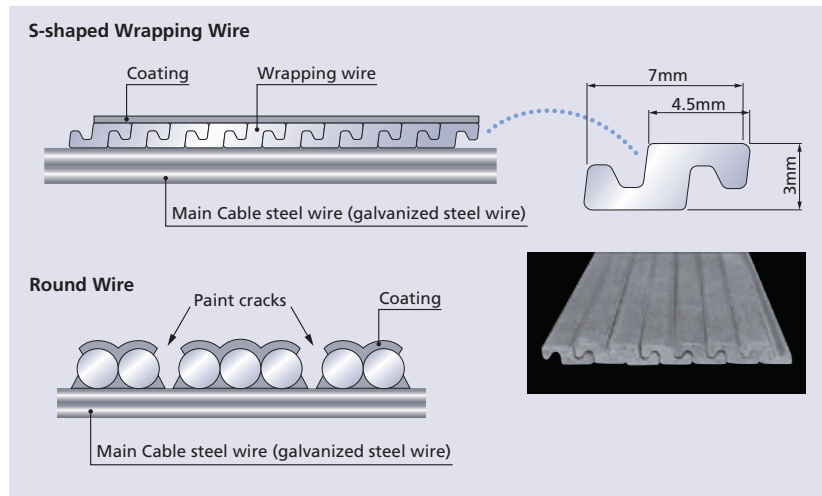 S-shaped Wrapping Wire
Coating
Wrapping wire
7mm
4.5mm
3mm
Main Cable steel wire (galvanized steel wire)
Round Wire
Paint cracks
Coating
Main Cable steel wire (galvanized steel wire)